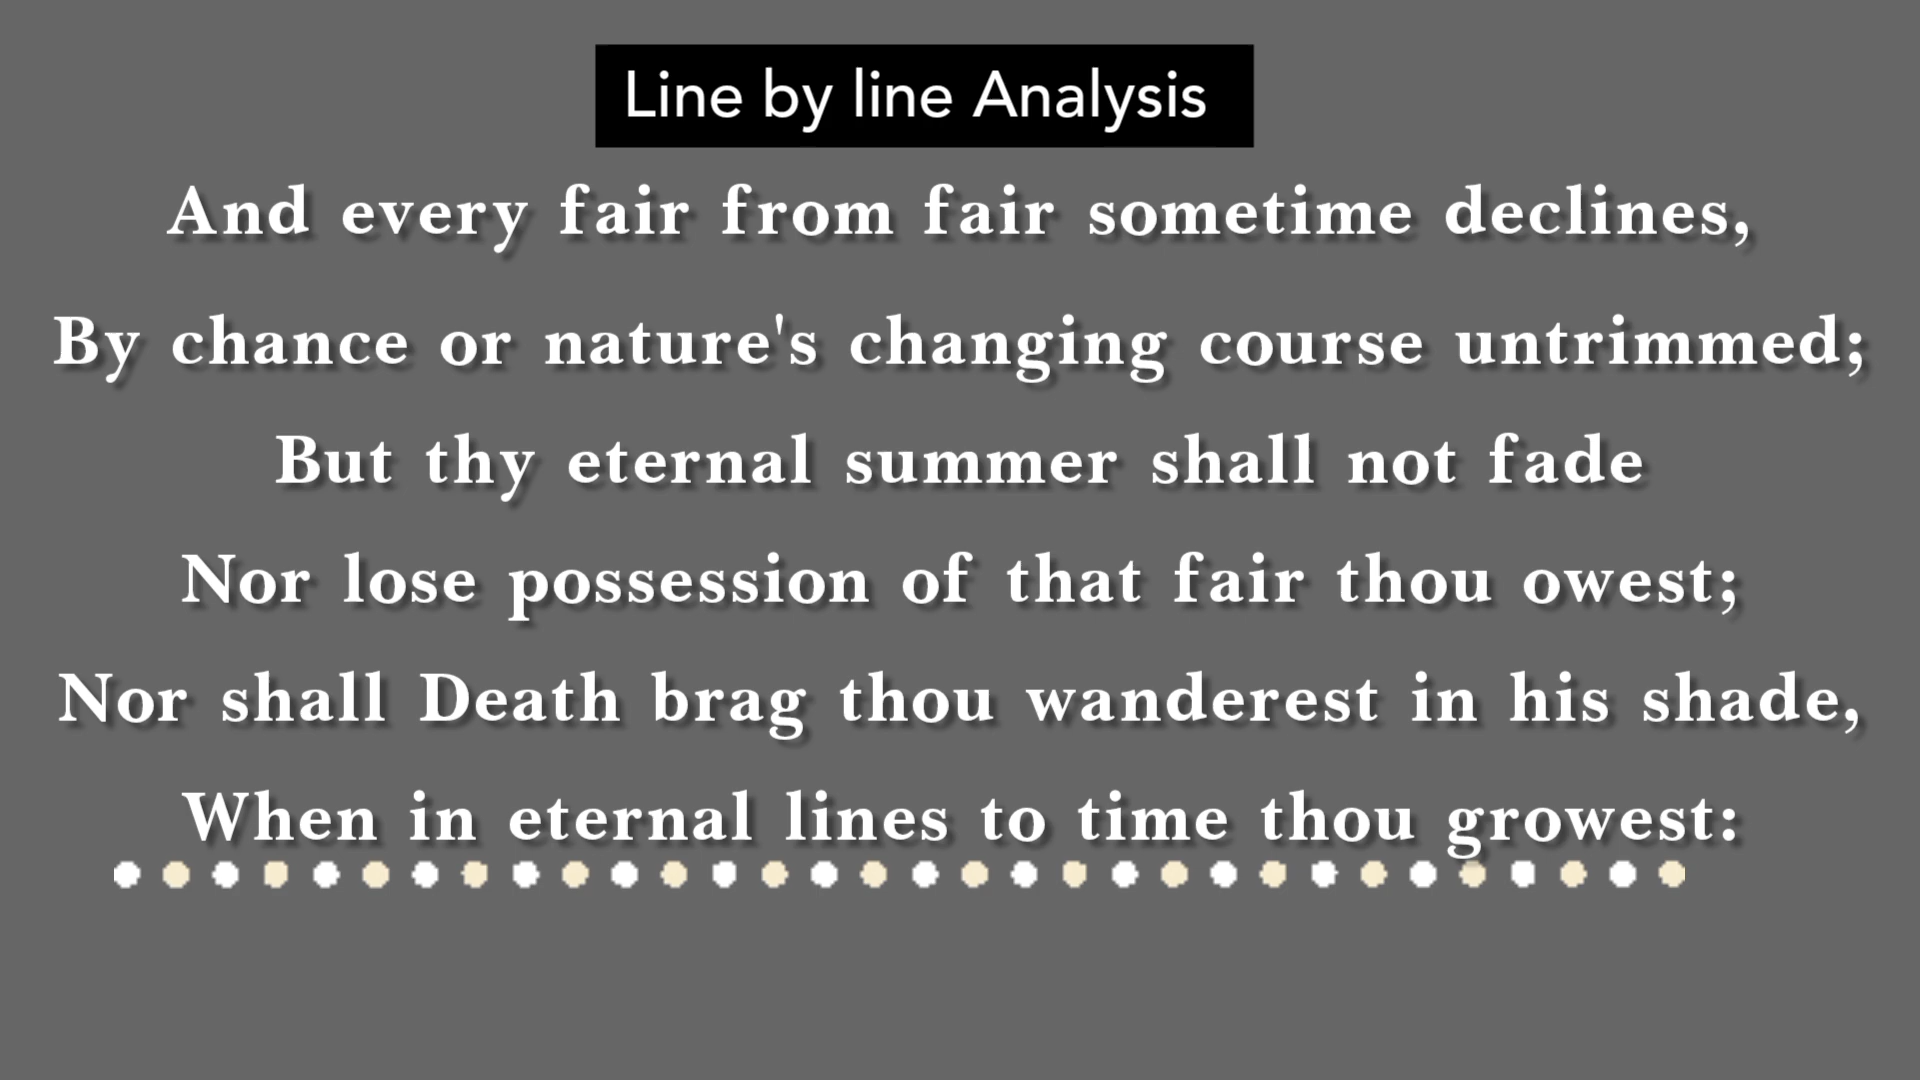 Line by line Analysis
And every fair from fair sometime declines,
By chance or nature's changing course untrimmed;
But thy eternal summer shall not fade
Nor lose possession of that fair thou owest;
Nor shall Death brag thou wanderest in his shade,
When in eternal lines to time thou growest: